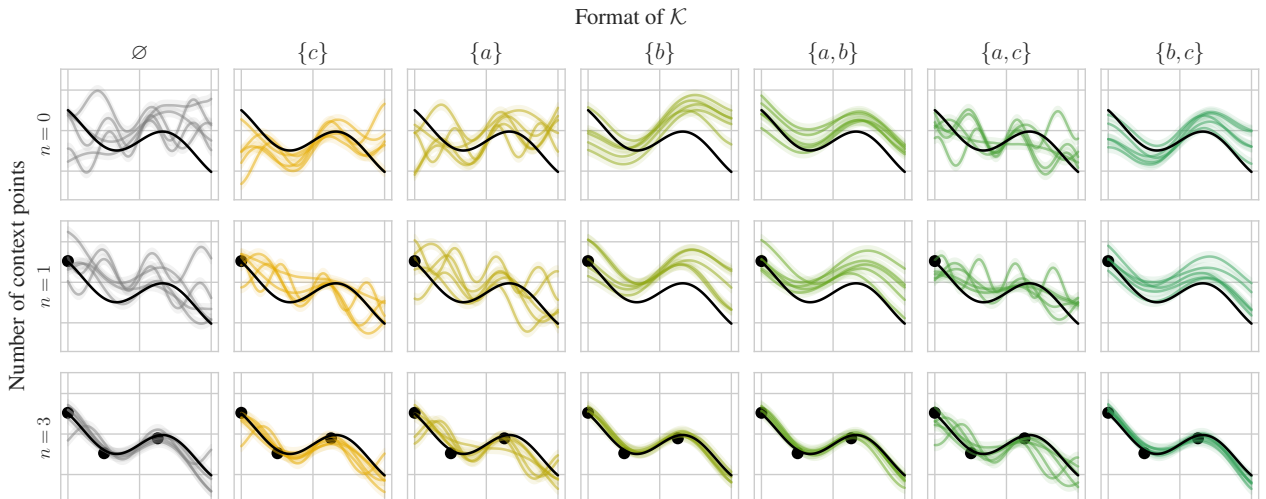 Format of 𝒦
∅ {c} {a} {b} {a, b} {a, c} {b, c}
Number of context points
n = 0
n = 1
n = 3